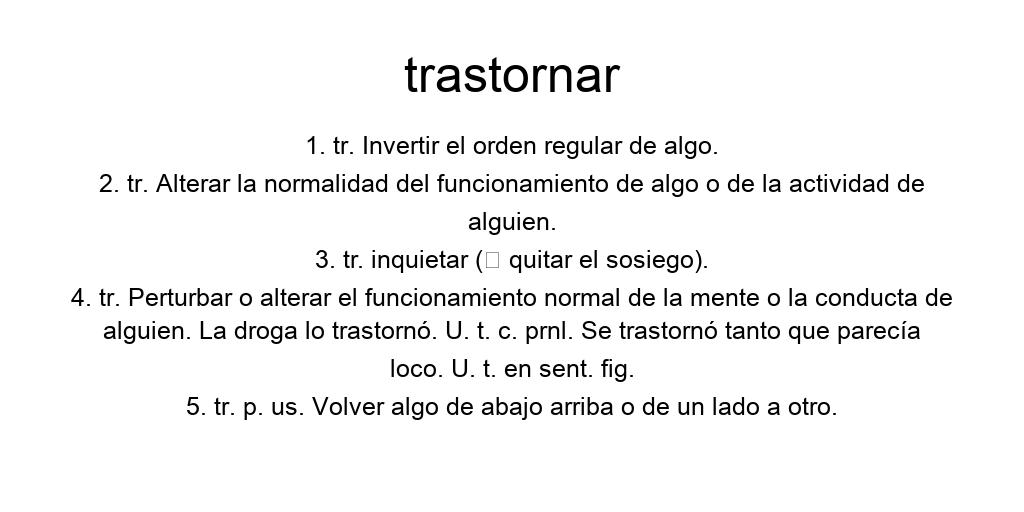 trastornar
1. tr. Invertir el orden regular de algo.
2. tr. Alterar la normalidad del funcionamiento de algo o de la actividad de
alguien.
3. tr. inquietar (□ quitar el sosiego).
4. tr. Perturbar o alterar el funcionamiento normal de la mente o la conducta de
alguien. La droga lo trastornó. U. t. c. prnl. Se trastornó tanto que parecía
loco. U. t. en sent. fig.
5. tr. p. us. Volver algo de abajo arriba o de un lado a otro.